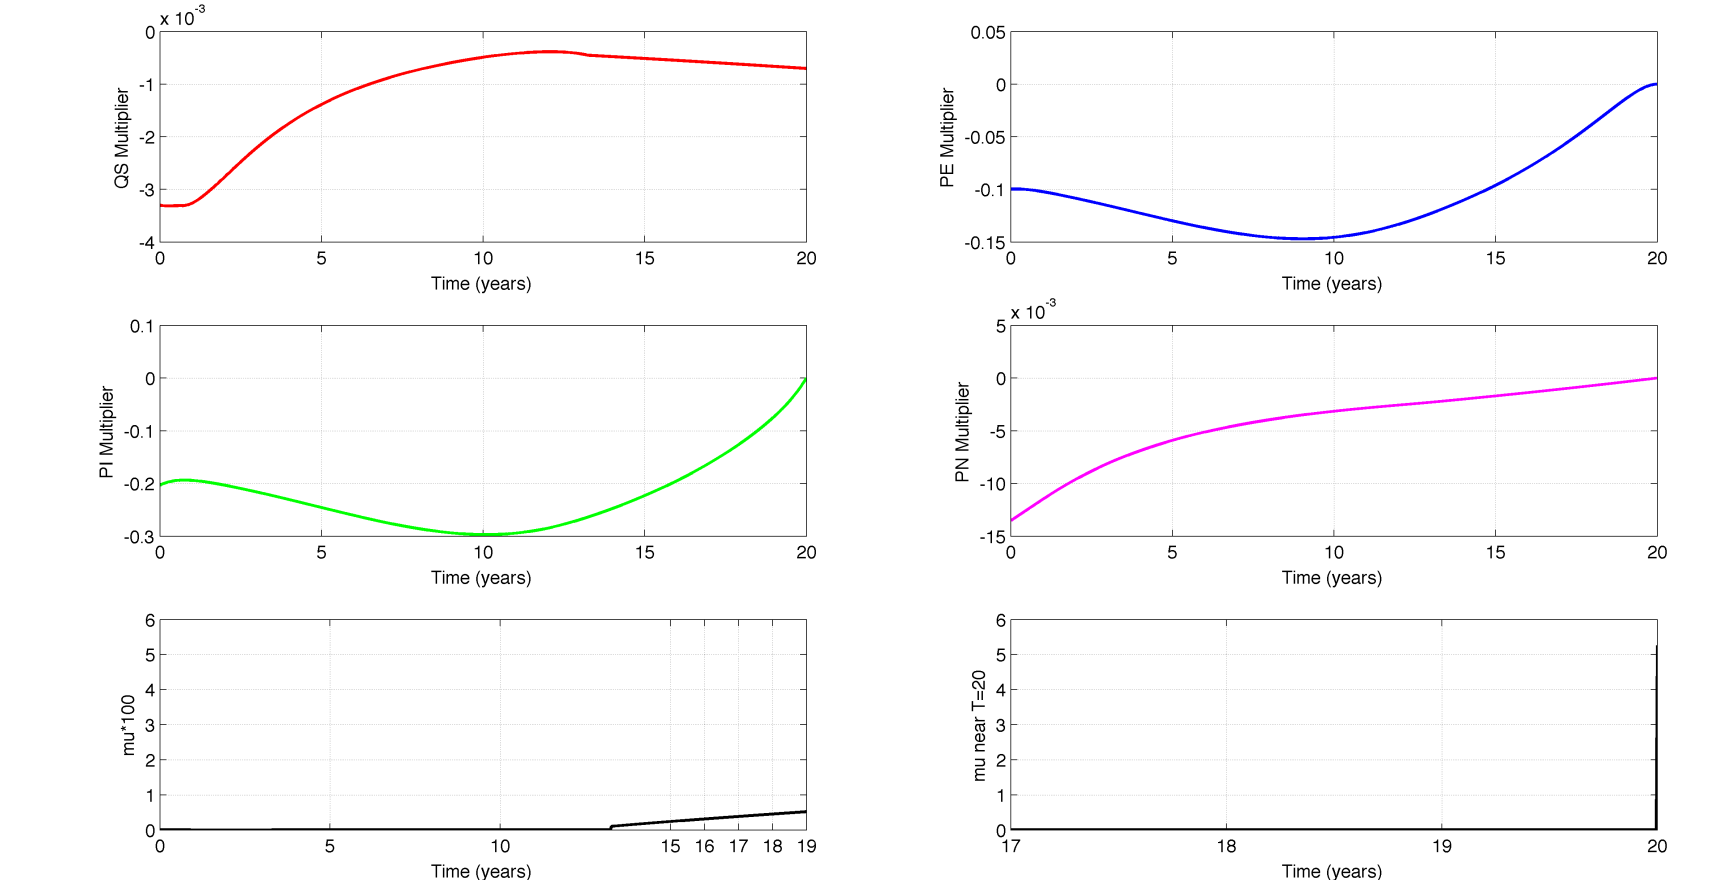 x 10-3
0
-1
-2
-3
-4
QS Multiplier
0 5 10 15 20
Time (years)
0.05
0
-0.05
-0.1
-0.15
PE Multiplier
0 5 10 15 20
Time (years)
0.1
0
-0.1
-0.2
-0.3
PI Multiplier
0 5 10 15 20
Time (years)
x 10-3
5
0
-5
-10
-15
PN Multiplier
0 5 10 15 20
Time (years)
6
5
4
3
2
1
0
mu*100
0 5 10 15 16 17 18 19
Time (years)
6
5
4
3
2
1
0
mu near T=20
17 18 19 20
Time (years)